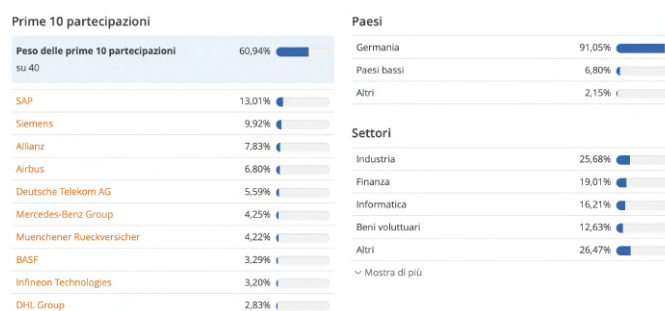 Prime 10 partecipazioni
Peso delle prime 10 partecipazioni 60,94%
su 40
SAP 13,01%
Siemens 9,92%
Allianz 7,83%
Airbus 6,80%
Deutsche Telekom AG 5,59%
Mercedes-Benz Group 4,25%
Muenchener Rueckversicher 4,22%
BASF 3,29%
Infineon Technologies 3,20%
DHL Group 2,83%
Paesi
Germania 91,05%
Paesi bassi 6,80%
Altri 2,15%
Settori
Industria 25,68%
Finanza 19,01%
Informatica 16,21%
Beni voluttuari 12,63%
Altri 26,47%
Mostra di più